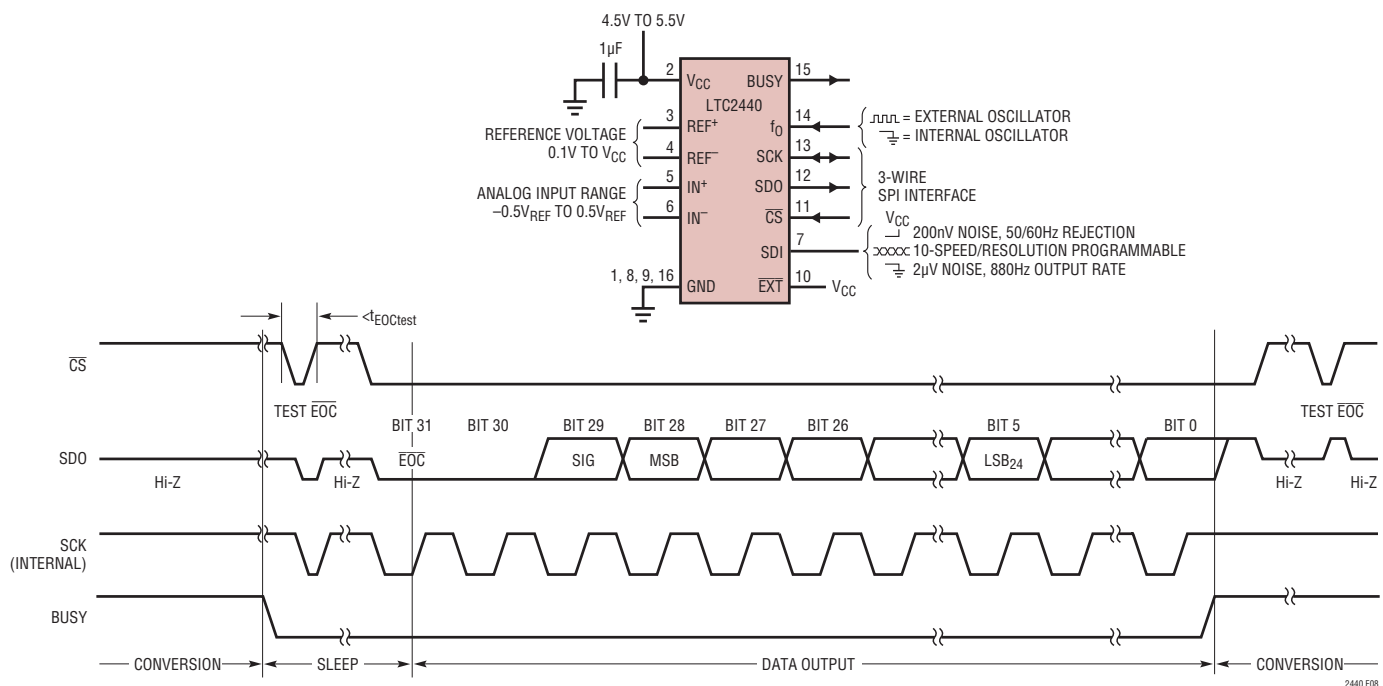 4.5V TO 5.5V
1µF
2
VCC
BUSY
15
LTC2440
REFERENCE VOLTAGE
0.1V TO VCC
3
REF+
4
REF–
ANALOG INPUT RANGE
–0.5VREF TO 0.5VREF
5
IN+
6
IN–
1, 8, 9, 16
GND
fO
14
= EXTERNAL OSCILLATOR
= INTERNAL OSCILLATOR
SCK
13
SDO
12
CS
11
3-WIRE
SPI INTERFACE
SDI
7
VCC
200nV NOISE, 50/60Hz REJECTION
10-SPEED/RESOLUTION PROGRAMMABLE
2µV NOISE, 880Hz OUTPUT RATE
EXT
10
VCC
<tEOCtest
CS
TEST EOC
TEST EOC
BIT 31
BIT 30
BIT 29
BIT 28
BIT 27
BIT 26
BIT 5
BIT 0
SDO
EOC
SIG
MSB
LSB24
Hi-Z
Hi-Z
Hi-Z
Hi-Z
SCK
(INTERNAL)
BUSY
CONVERSION
SLEEP
DATA OUTPUT
CONVERSION
2440 F08